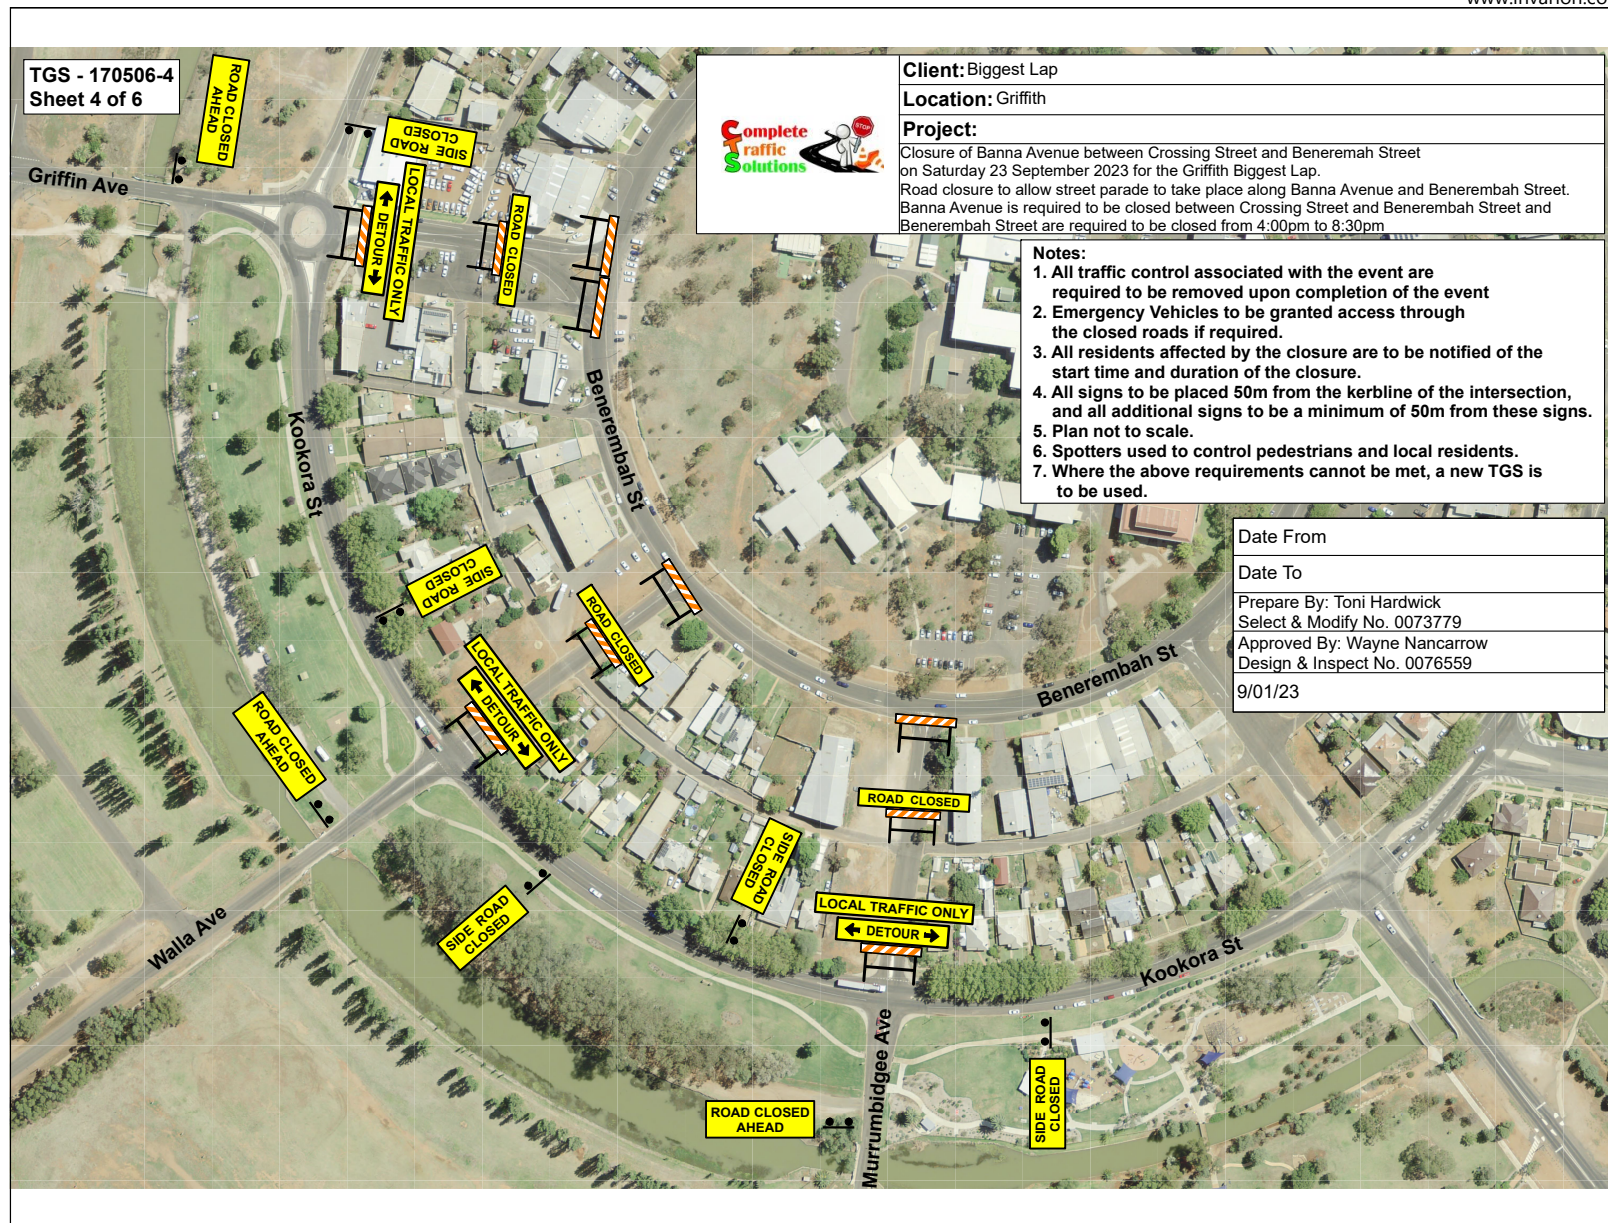 www.invarion.co
TGS - 170506-4
Sheet 4 of 6
Complete
Traffic
Solutions
STOP
Client: Biggest Lap
Location: Griffith
Project:
Closure of Banna Avenue between Crossing Street and Beneremah Street
on Saturday 23 September 2023 for the Griffith Biggest Lap.
Road closure to allow street parade to take place along Banna Avenue and Benerembah Street.
Banna Avenue is required to be closed between Crossing Street and Benerembah Street and
Benerembah Street are required to be closed from 4:00pm to 8:30pm
Notes:
1. All traffic control associated with the event are
required to be removed upon completion of the event
2. Emergency Vehicles to be granted access through
the closed roads if required.
3. All residents affected by the closure are to be notified of the
start time and duration of the closure.
4. All signs to be placed 50m from the kerbline of the intersection,
and all additional signs to be a minimum of 50m from these signs.
5. Plan not to scale.
6. Spotters used to control pedestrians and local residents.
7. Where the above requirements cannot be met, a new TGS is
to be used.
Date From
Date To
Prepare By: Toni Hardwick
Select & Modify No. 0073779
Approved By: Wayne Nancarrow
Design & Inspect No. 0076559
9/01/23
ROAD CLOSED
AHEAD
SIDE ROAD
CLOSED
Griffin Ave
DETOUR
LOCAL TRAFFIC ONLY
ROAD CLOSED
Benerembah St
Kookora St
SIDE ROAD
CLOSED
ROAD CLOSED
LOCAL TRAFFIC ONLY
DETOUR
Benerembah St
ROAD CLOSED
AHEAD
ROAD CLOSED
SIDE ROAD
CLOSED
LOCAL TRAFFIC ONLY
DETOUR
SIDE ROAD
CLOSED
Walla Ave
Kookora St
Murrumbidgee Ave
ROAD CLOSED
AHEAD
SIDE ROAD
CLOSED